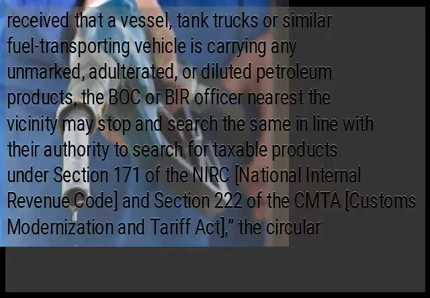 received that a vessel, tank trucks or similar
fuel-transporting vehicle is carrying any
unmarked, adulterated, or diluted petroleum
products, the BOC or BIR officer nearest the
vicinity may stop and search the same in line with
their authority to search for taxable products
under Section 171 of the NIRC [National Internal
Revenue Code] and Section 222 of the CMTA [Customs
Modernization and Tariff Act],” the circular